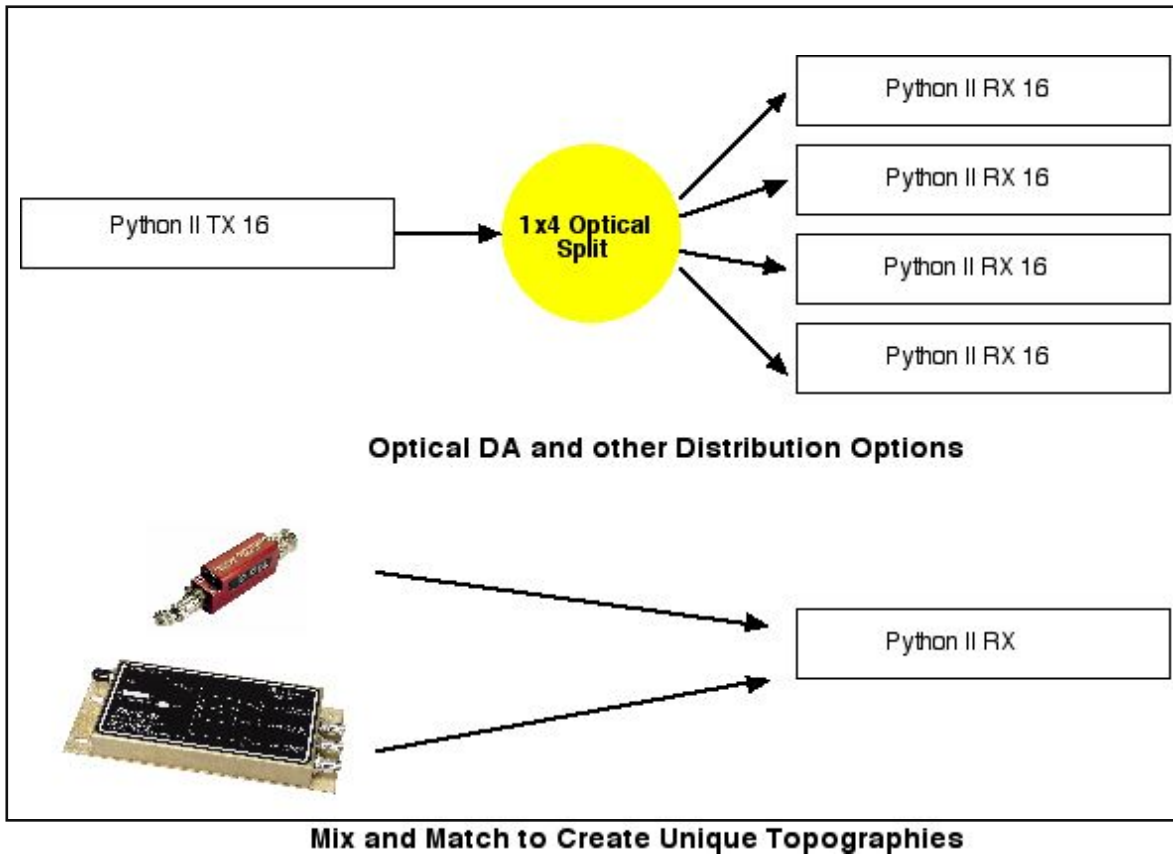 Python II TX 16
1x4 Optical
Split
Python II RX 16
Python II RX 16
Python II RX 16
Python II RX 16
Optical DA and other Distribution Options
Python II RX
Mix and Match to Create Unique Topographies